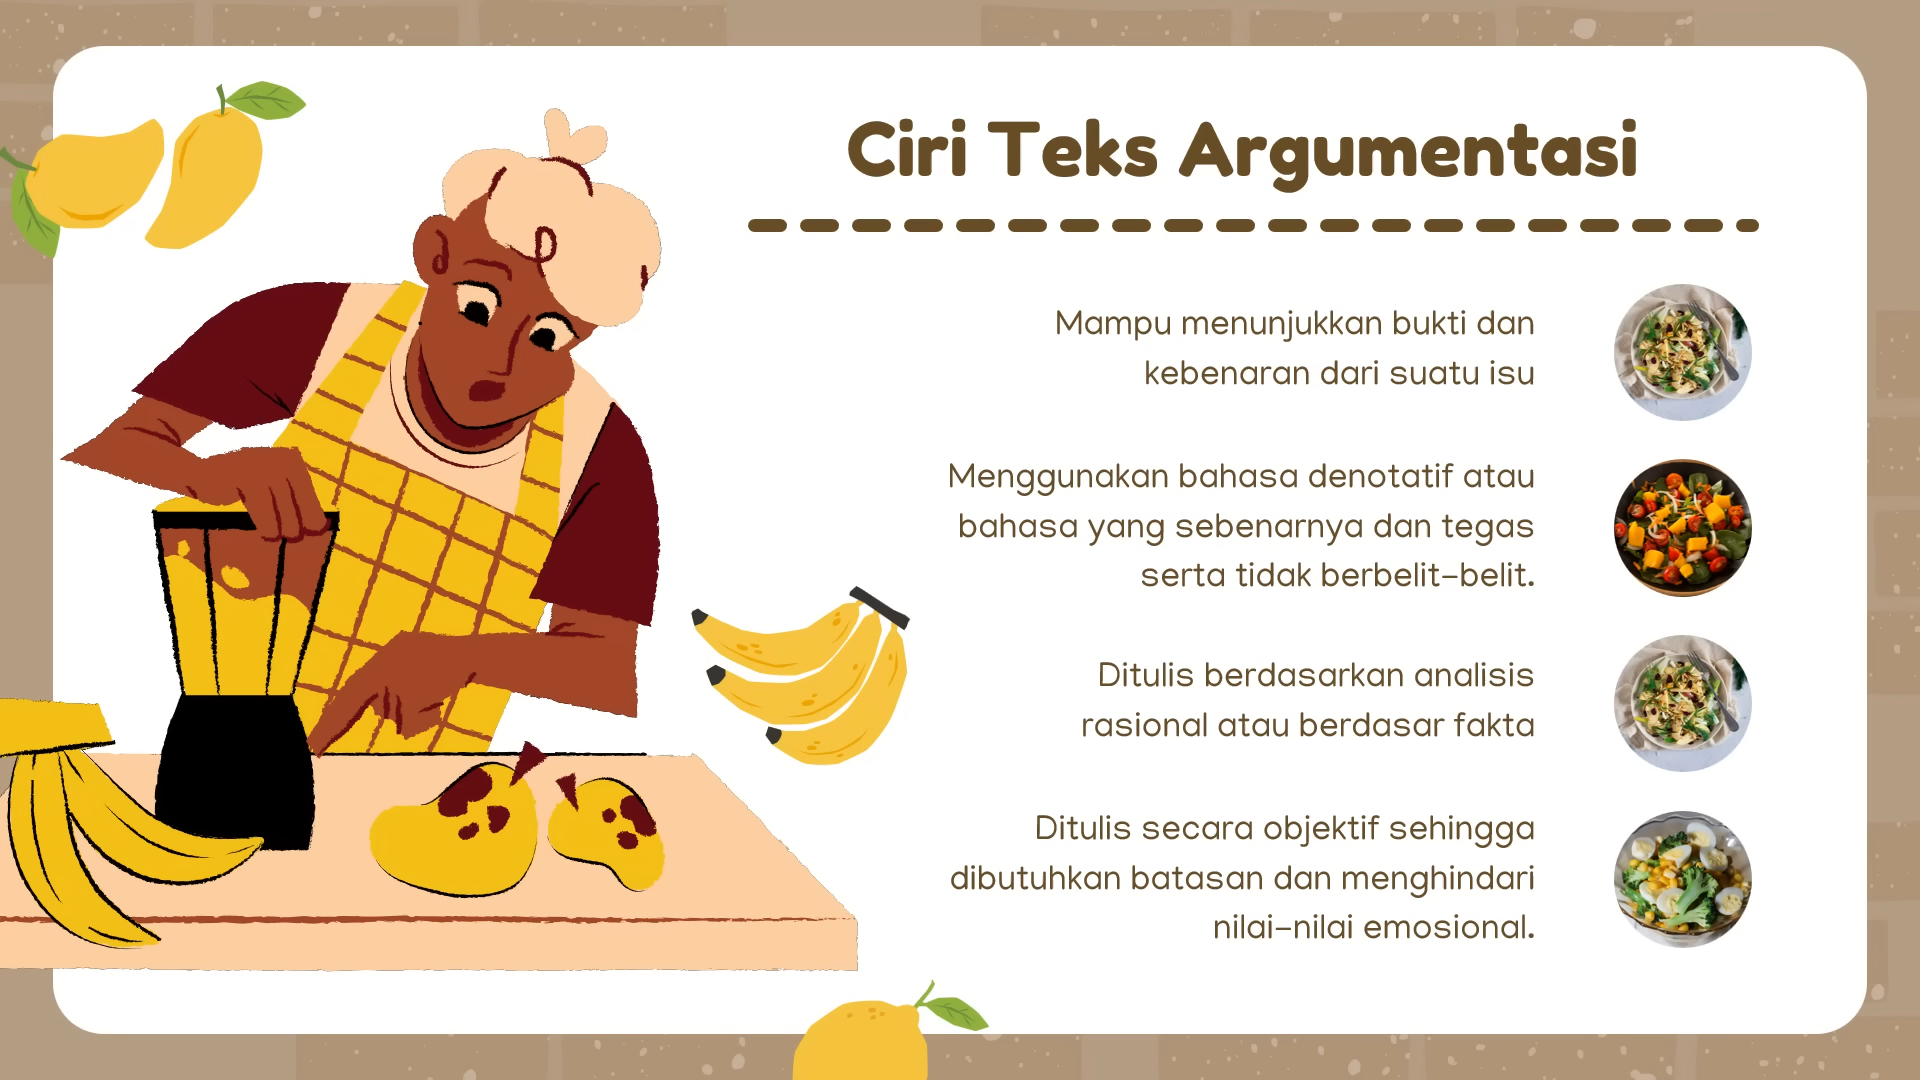 Ciri Teks Argumentasi
Mampu menunjukkan bukti dan
kebenaran dari suatu isu
Menggunakan bahasa denotatif atau
bahasa yang sebenarnya dan tegas
serta tidak berbelit-belit.
Ditulis berdasarkan analisis
rasional atau berdasar fakta
Ditulis secara objektif sehingga
dibutuhkan batasan dan menghindari
nilai-nilai emosional.